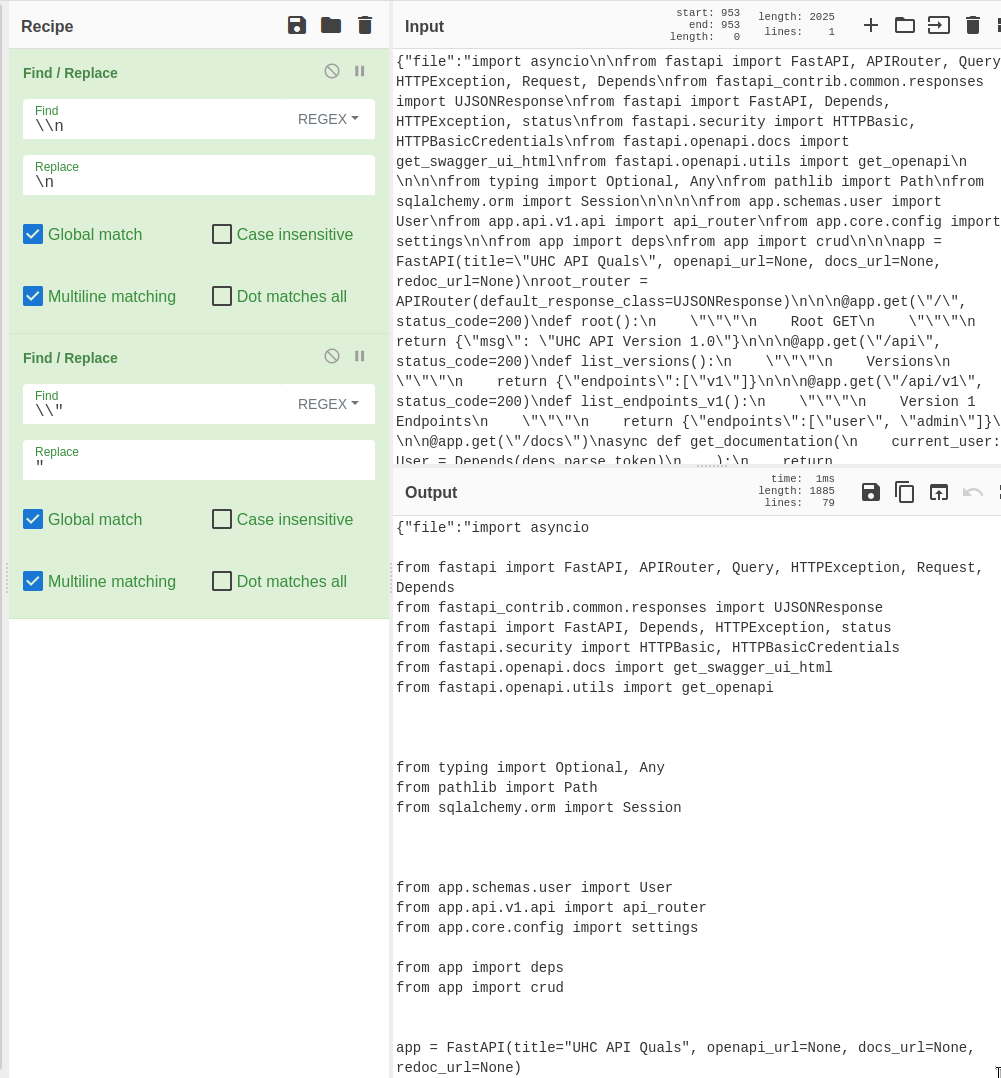 Recipe
Find / Replace
Find
\\n
REGEX
Replace
\n
Global match
Case insensitive
Multiline matching
Dot matches all
Find / Replace
Find
\\"
REGEX
Replace
"
Global match
Case insensitive
Multiline matching
Dot matches all
Input
start: 953
end: 953
length: 0
length: 2025
lines: 1
{"file":"import asyncio\n\nfrom fastapi import FastAPI, APIRouter, Query
HTTPException, Request, Depends\nfrom fastapi_contrib.common.responses
import UJSONResponse\nfrom fastapi import FastAPI, Depends,
HTTPException, status\nfrom fastapi.security import HTTPBasic,
HTTPBasicCredentials\nfrom fastapi.openapi.docs import
get_swagger_ui_html\nfrom fastapi.openapi.utils import get_openapi\n
\n\n\nfrom typing import Optional, Any\nfrom pathlib import Path\nfrom
sqlalchemy.orm import Session\n\n\n\nfrom app.schemas.user import
User\nfrom app.api.v1.api import api_router\nfrom app.core.config import
settings\n\nfrom app import deps\nfrom app import crud\n\n\napp =
FastAPI(title=\"UHC API Quals\", openapi_url=None, docs_url=None,
redoc_url=None)\nroot_router =
APIRouter(default_response_class=UJSONResponse)\n\n\n@app.get(\"/\",
status_code=200)\ndef root():\n    \"\"\"\n    Root GET\n    \"\"\"\n
return {\"msg\": \"UHC API Version 1.0\"}\n\n\n@app.get(\"/api\",
status_code=200)\ndef list_versions():\n    \"\"\"\n    Versions\n
\"\"\"\n    return {\"endpoints\":[\"v1\"]}\n\n\n@app.get(\"/api/v1\",
status_code=200)\ndef list_endpoints_v1():\n    \"\"\"\n    Version 1
Endpoints\n    \"\"\"\n    return {\"endpoints\":[\"user\", \"admin\"]}\
\n\n@app.get(\"/docs\")\nasync def get_documentation(\n    current_user:
User = Depends(deps.parse_token)\n    ):\n    return
Output
time: 1ms
length: 1885
lines: 79
{"file":"import asyncio

from fastapi import FastAPI, APIRouter, Query, HTTPException, Request,
Depends
from fastapi_contrib.common.responses import UJSONResponse
from fastapi import FastAPI, Depends, HTTPException, status
from fastapi.security import HTTPBasic, HTTPBasicCredentials
from fastapi.openapi.docs import get_swagger_ui_html
from fastapi.openapi.utils import get_openapi

from typing import Optional, Any
from pathlib import Path
from sqlalchemy.orm import Session

from app.schemas.user import User
from app.api.v1.api import api_router
from app.core.config import settings

from app import deps
from app import crud

app = FastAPI(title="UHC API Quals", openapi_url=None, docs_url=None,
redoc_url=None)